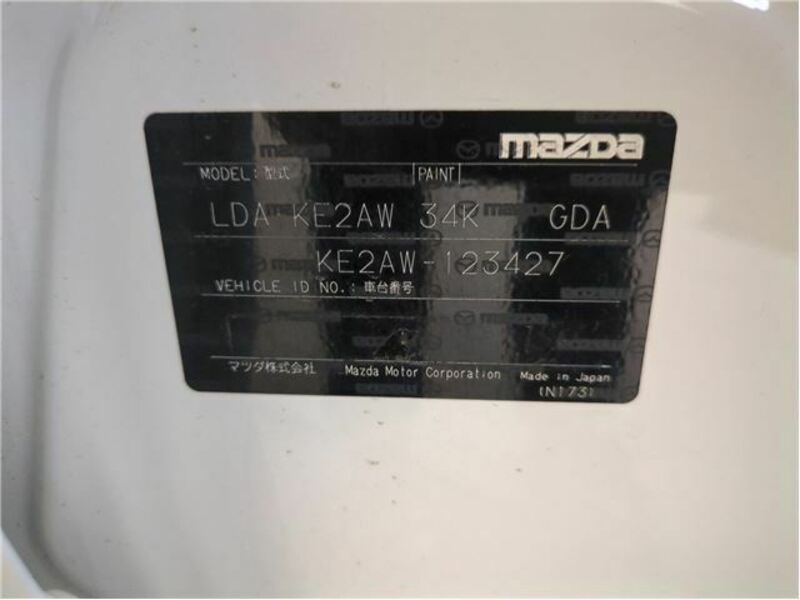 mazda
MODEL: 型式 PAINT
LDA KE2AW 34K GDA
KE2AW-123427
VEHICLE ID NO.: 車台番号
マツダ株式会社 Mazda Motor Corporation Made in Japan
(N173)